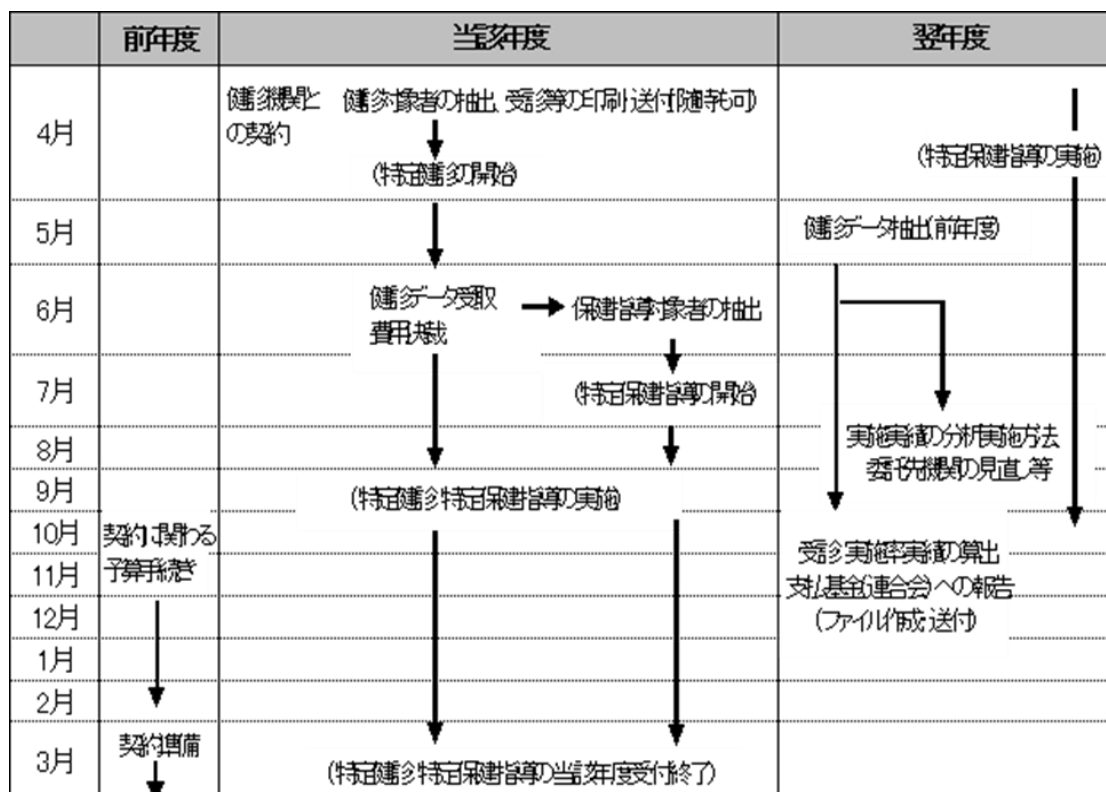 前年度 当該年度 翌年度
4月
健診機関と
の契約
健診対象者の抽出、受診等の印刷・送付(随時も可)
(特定健診の開始)
(特定保健指導の実施)
5月
健診データ抽出(前年度)
6月
健診データ受取
費用決裁
保健指導対象者の抽出
7月
(特定保健指導の開始)
8月
実施実績の分析実施方法
委託先機関の見直し等
9月
(特定健診特定保健指導の実施)
10月
契約に関わる
予算手続き
11月
受診・実施率実績の算出
支払基金(連合会)への報告
(ファイル作成・送付)
12月
1月
2月
3月
契約準備
(特定健診特定保健指導の当該年度受付終了)